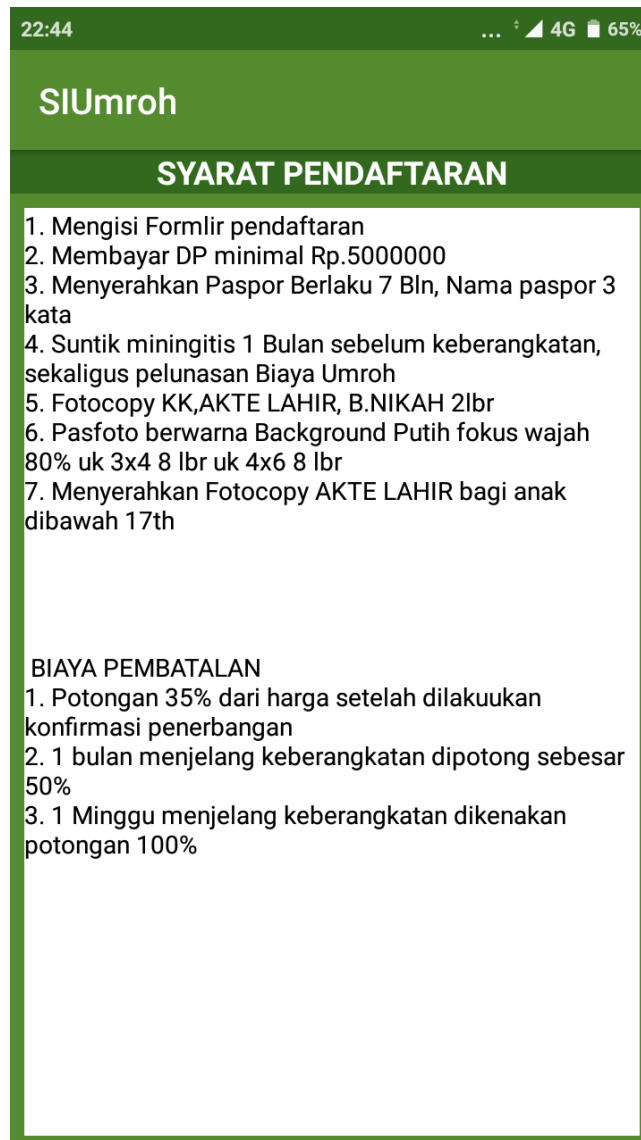 22:44 ... 4G 65%
SIUmroh
SYARAT PENDAFTARAN
1. Mengisi Formlir pendaftaran
2. Membayar DP minimal Rp.5000000
3. Menyerahkan Paspor Berlaku 7 Bln, Nama paspor 3
kata
4. Suntik miningitis 1 Bulan sebelum keberangkatan,
sekaligus pelunasan Biaya Umroh
5. Fotocopy KK,AKTE LAHIR, B.NIKAH 2lbr
6. Pasfoto berwarna Background Putih fokus wajah
80% uk 3x4 8 lbr uk 4x6 8 lbr
7. Menyerahkan Fotocopy AKTE LAHIR bagi anak
dibawah 17th
BIAYA PEMBATALAN
1. Potongan 35% dari harga setelah dilakuukan
konfirmasi penerbangan
2. 1 bulan menjelang keberangkatan dipotong sebesar
50%
3. 1 Minggu menjelang keberangkatan dikenakan
potongan 100%